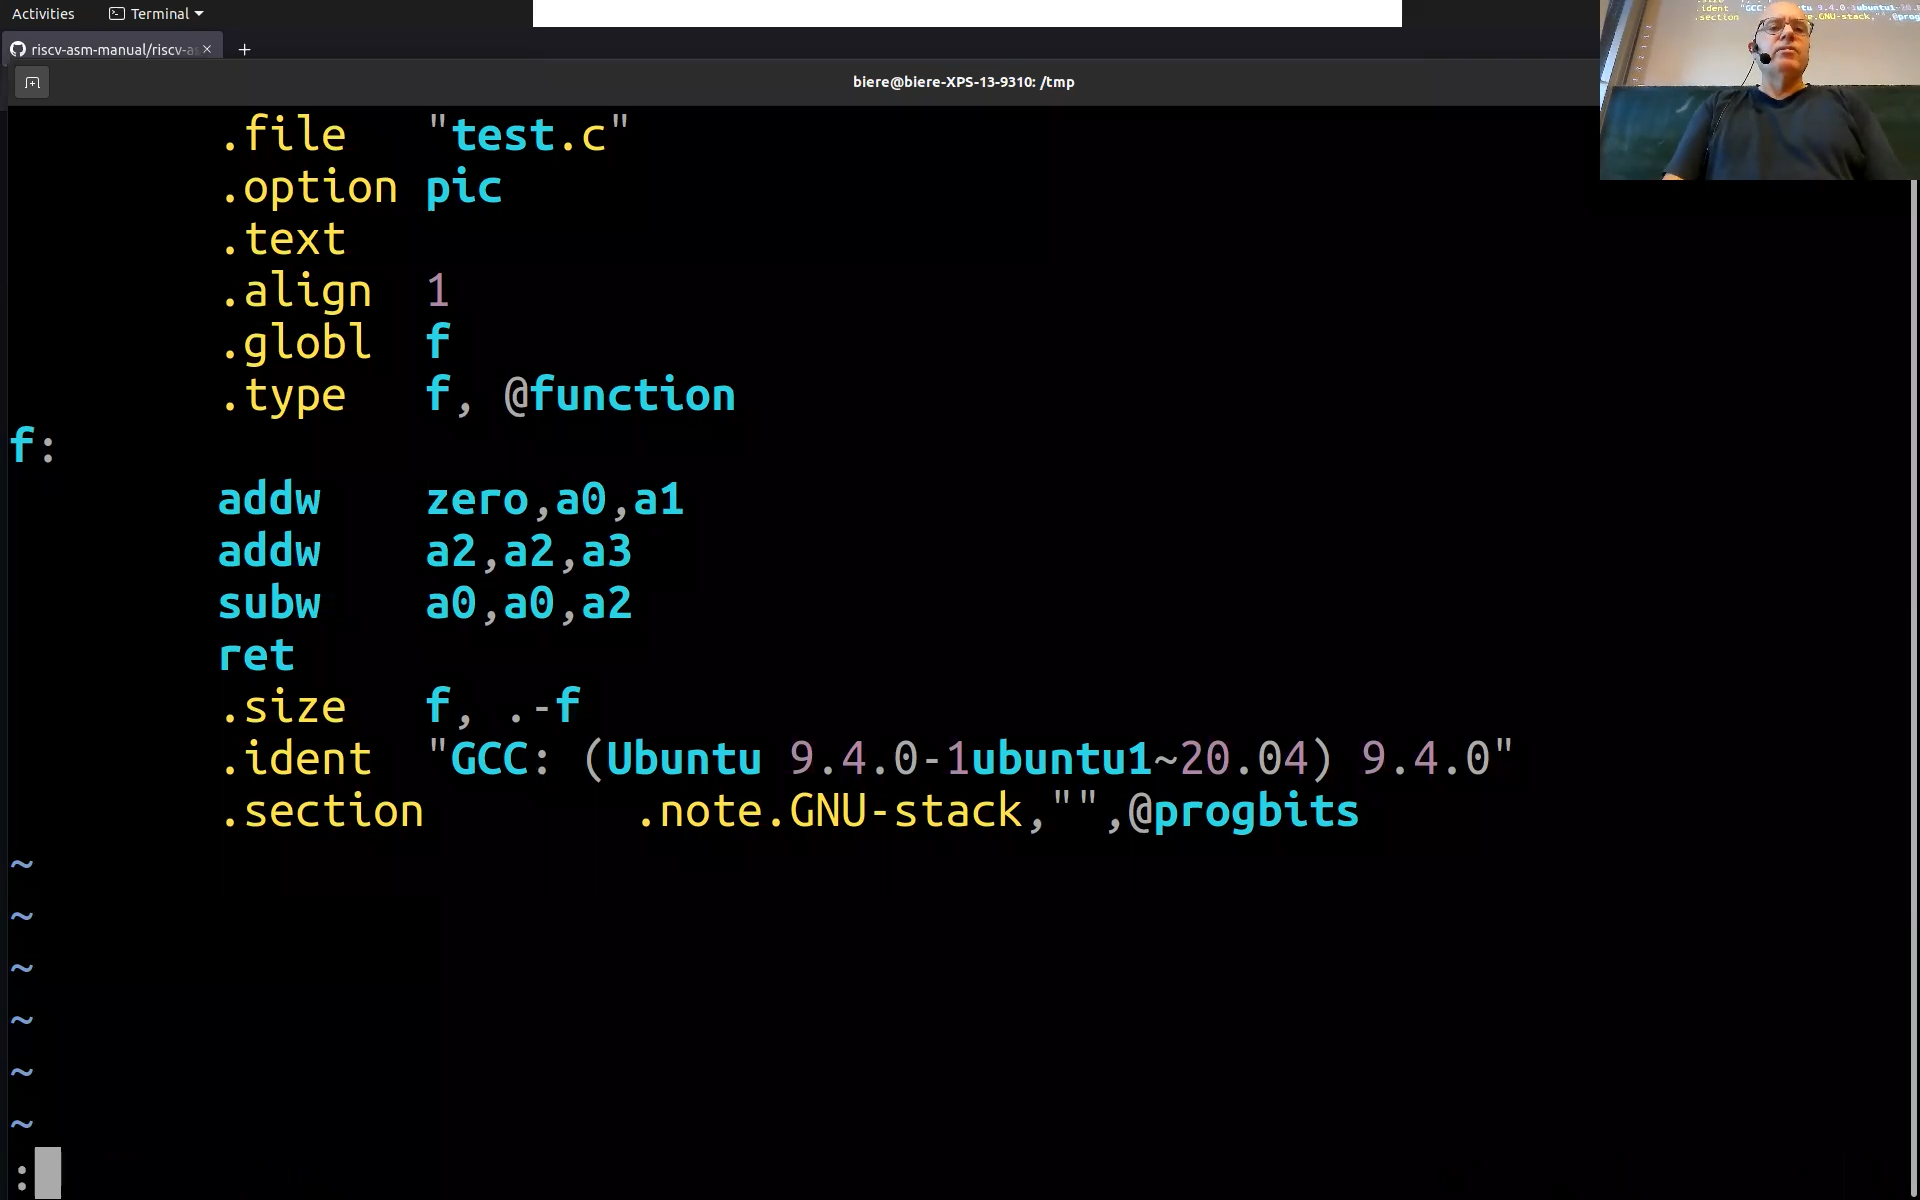 Activities Terminal
riscv-asm-manual/riscv-as
biere@biere-XPS-13-9310: /tmp
.file "test.c"
.option pic
.text
.align 1
.globl f
.type f, @function
f:
addw zero,a0,a1
addw a2,a2,a3
subw a0,a0,a2
ret
.size f, .-f
.ident "GCC: (Ubuntu 9.4.0-1ubuntu1~20.04) 9.4.0"
.section .note.GNU-stack,"",@progbits
~
~
~
~
~
~
: